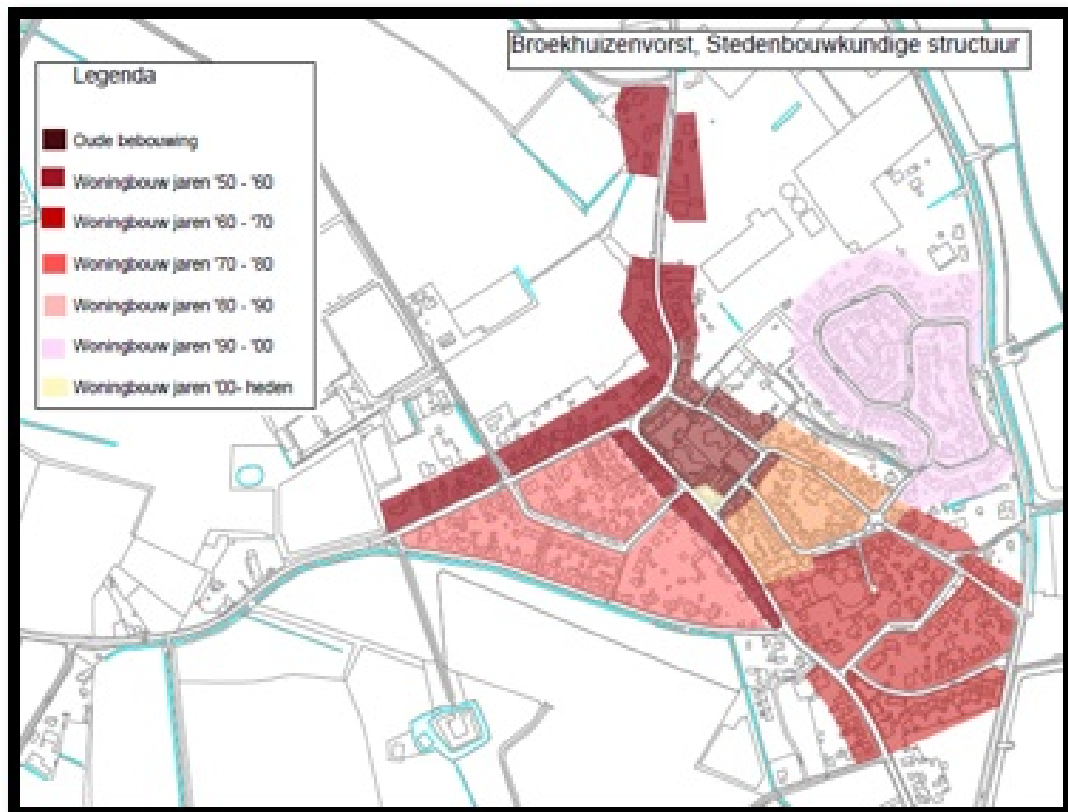 Broekhuizenvorst, Stedenbouwkundige structuur
Legenda
Oude bebouwing
Woningbouw jaren '50 - '60
Woningbouw jaren '60 - '70
Woningbouw jaren '70 - '80
Woningbouw jaren '80 - '90
Woningbouw jaren '90 - '00
Woningbouw jaren '00- heden